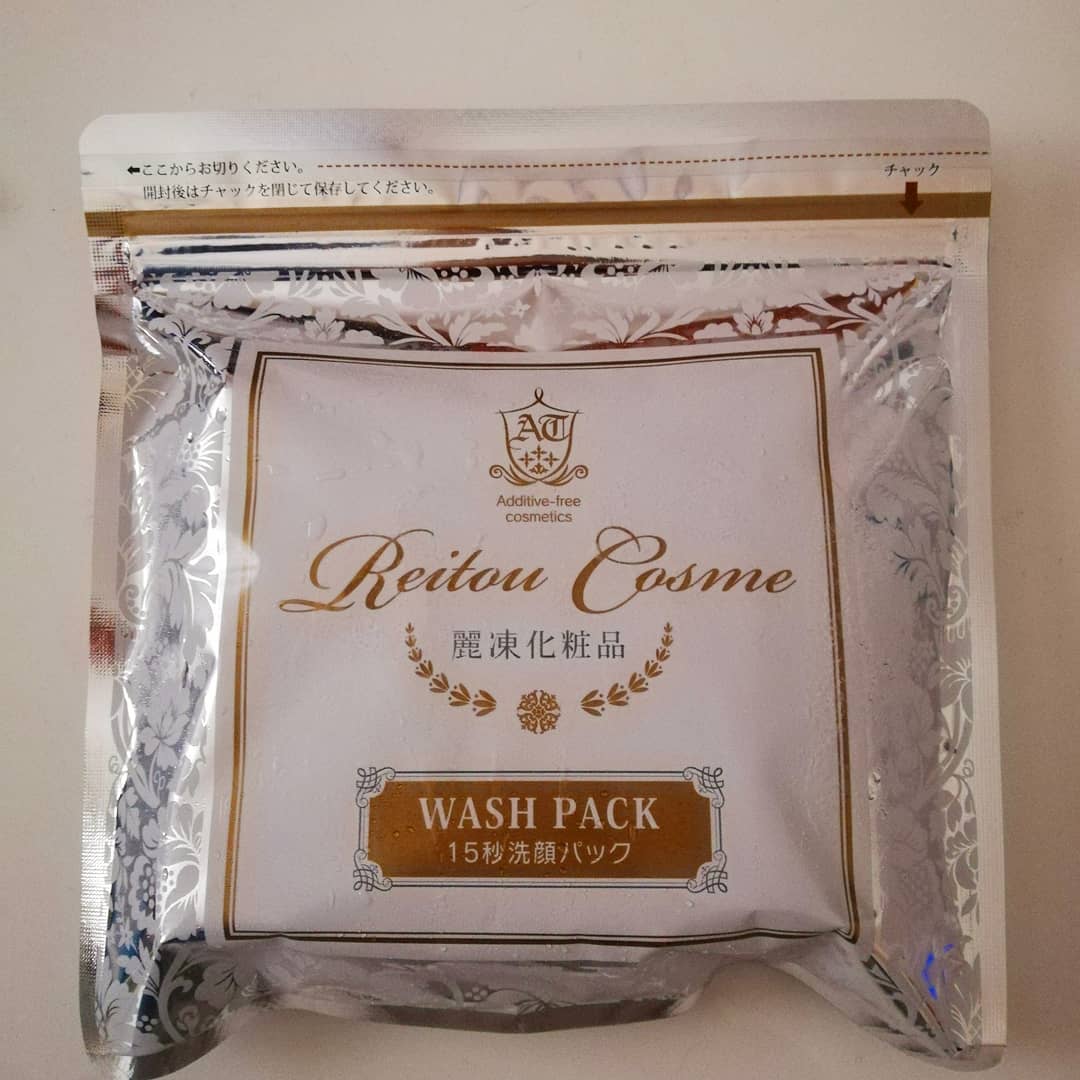 ⬅ここからお切りください。
チャック
開封後はチャックを閉じて保存してください。
AT
Additive-free
cosmetics
Reitou Cosme
麗凍化粧品
WASH PACK
15秒洗顔パック